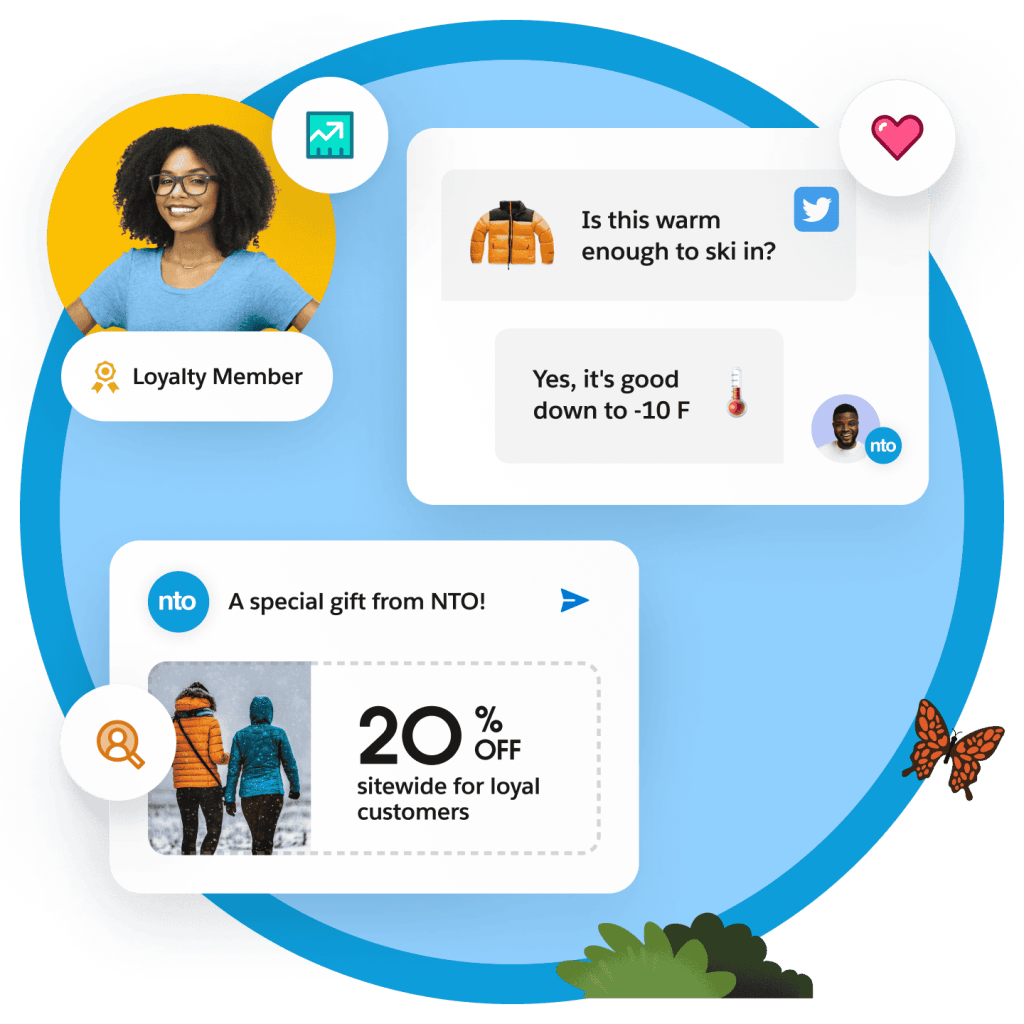 Is this warm
enough to ski in?
Loyalty Member
Yes, it's good
down to -10 F
nto
nto
A special gift from NTO!
20 %
OFF
sitewide for loyal
customers